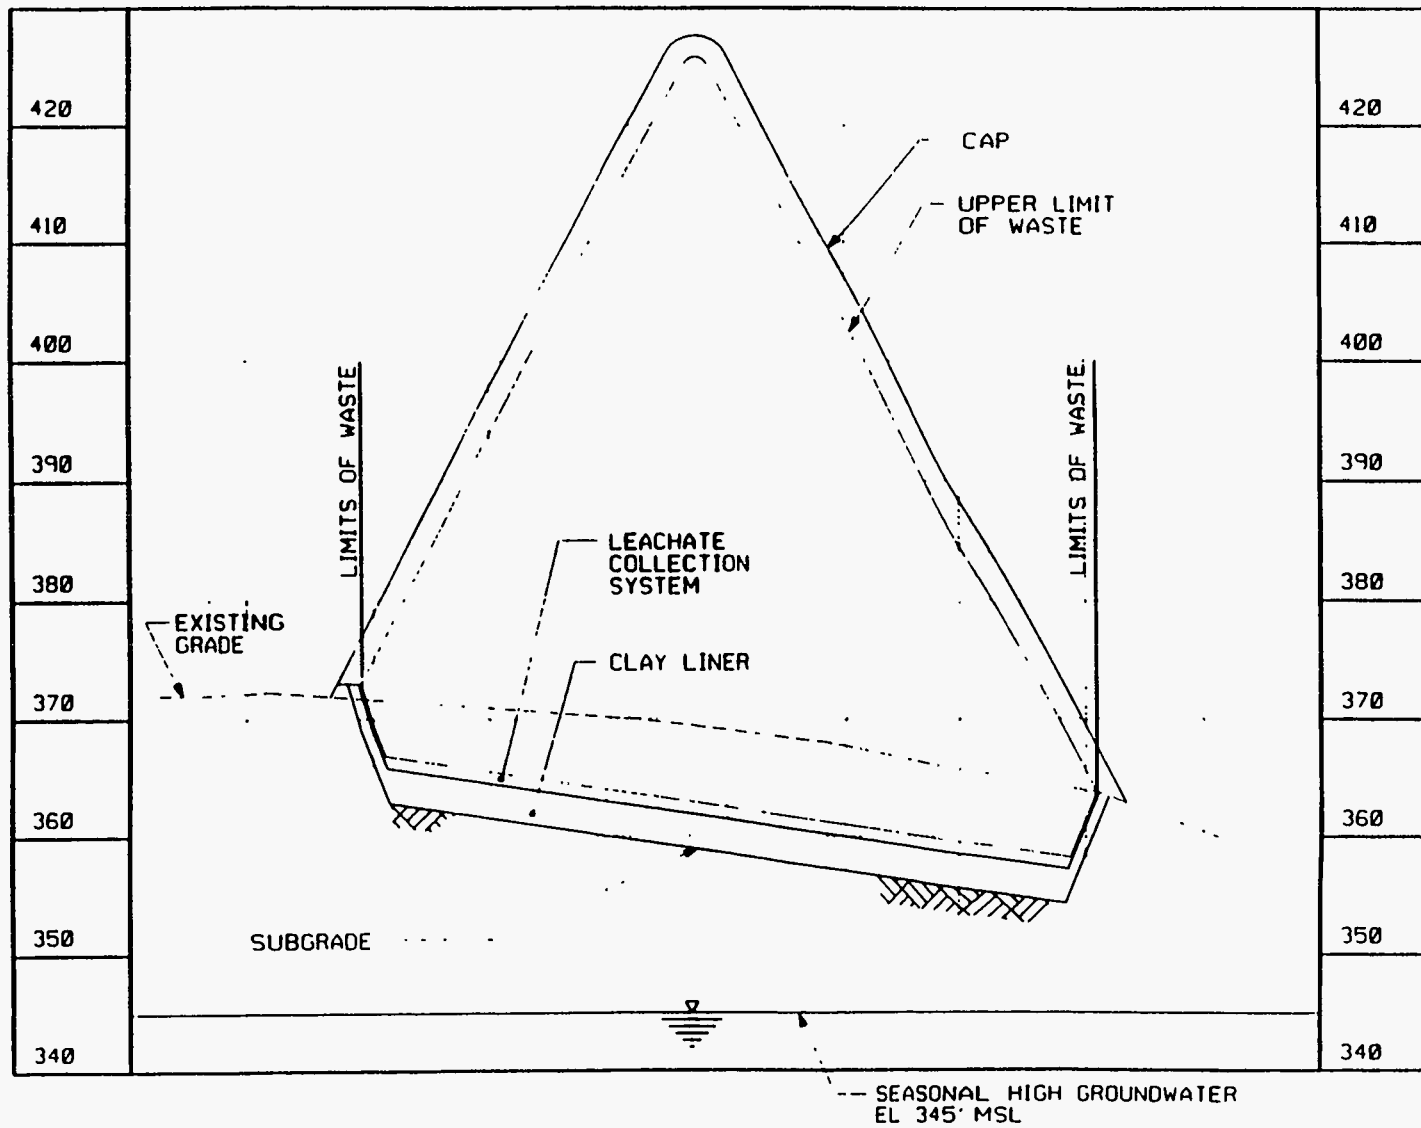 420
410
400
390
380
370
360
350
340
CAP
UPPER LIMIT
OF WASTE
LIMITS OF WASTE
LIMITS OF WASTE
LEACHATE
COLLECTION
SYSTEM
EXISTING
GRADE
CLAY LINER
SUBGRADE
SEASONAL HIGH GROUNDWATER
EL 345' MSL
420
410
400
390
380
370
360
350
340